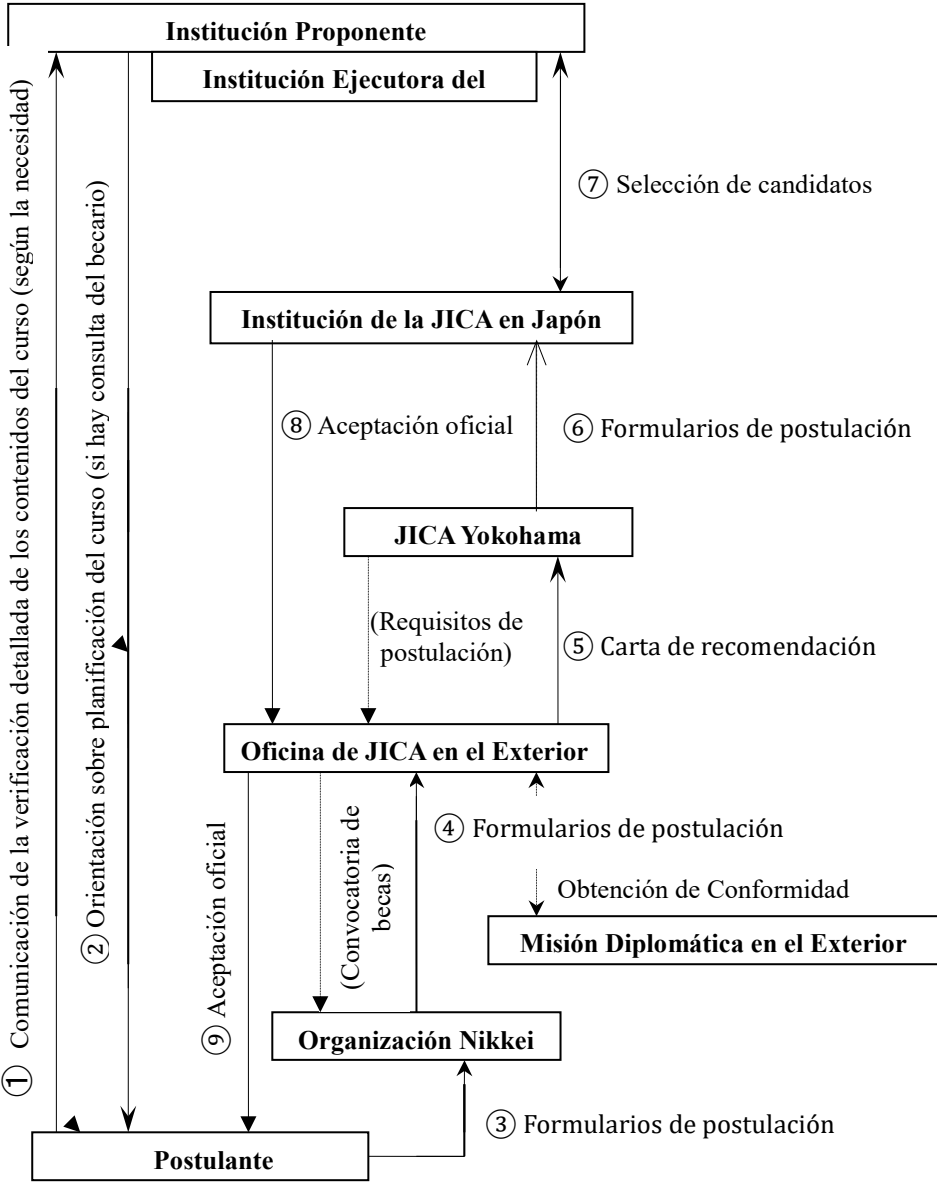 Institución Proponente
Institución Ejecutora del
① Comunicación de la verificación detallada de los contenidos del curso (según la necesidad)
② Orientación sobre planificación del curso (si hay consulta del becario)
⑦ Selección de candidatos
Institución de la JICA en Japón
⑧ Aceptación oficial
⑥ Formularios de postulación
JICA Yokohama
(Requisitos de
postulación)
⑤ Carta de recomendación
Oficina de JICA en el Exterior
⑨ Aceptación oficial
(Convocatoria de
becas)
④ Formularios de postulación
Obtención de Conformidad
Misión Diplomática en el Exterior
Organización Nikkei
③ Formularios de postulación
Postulante